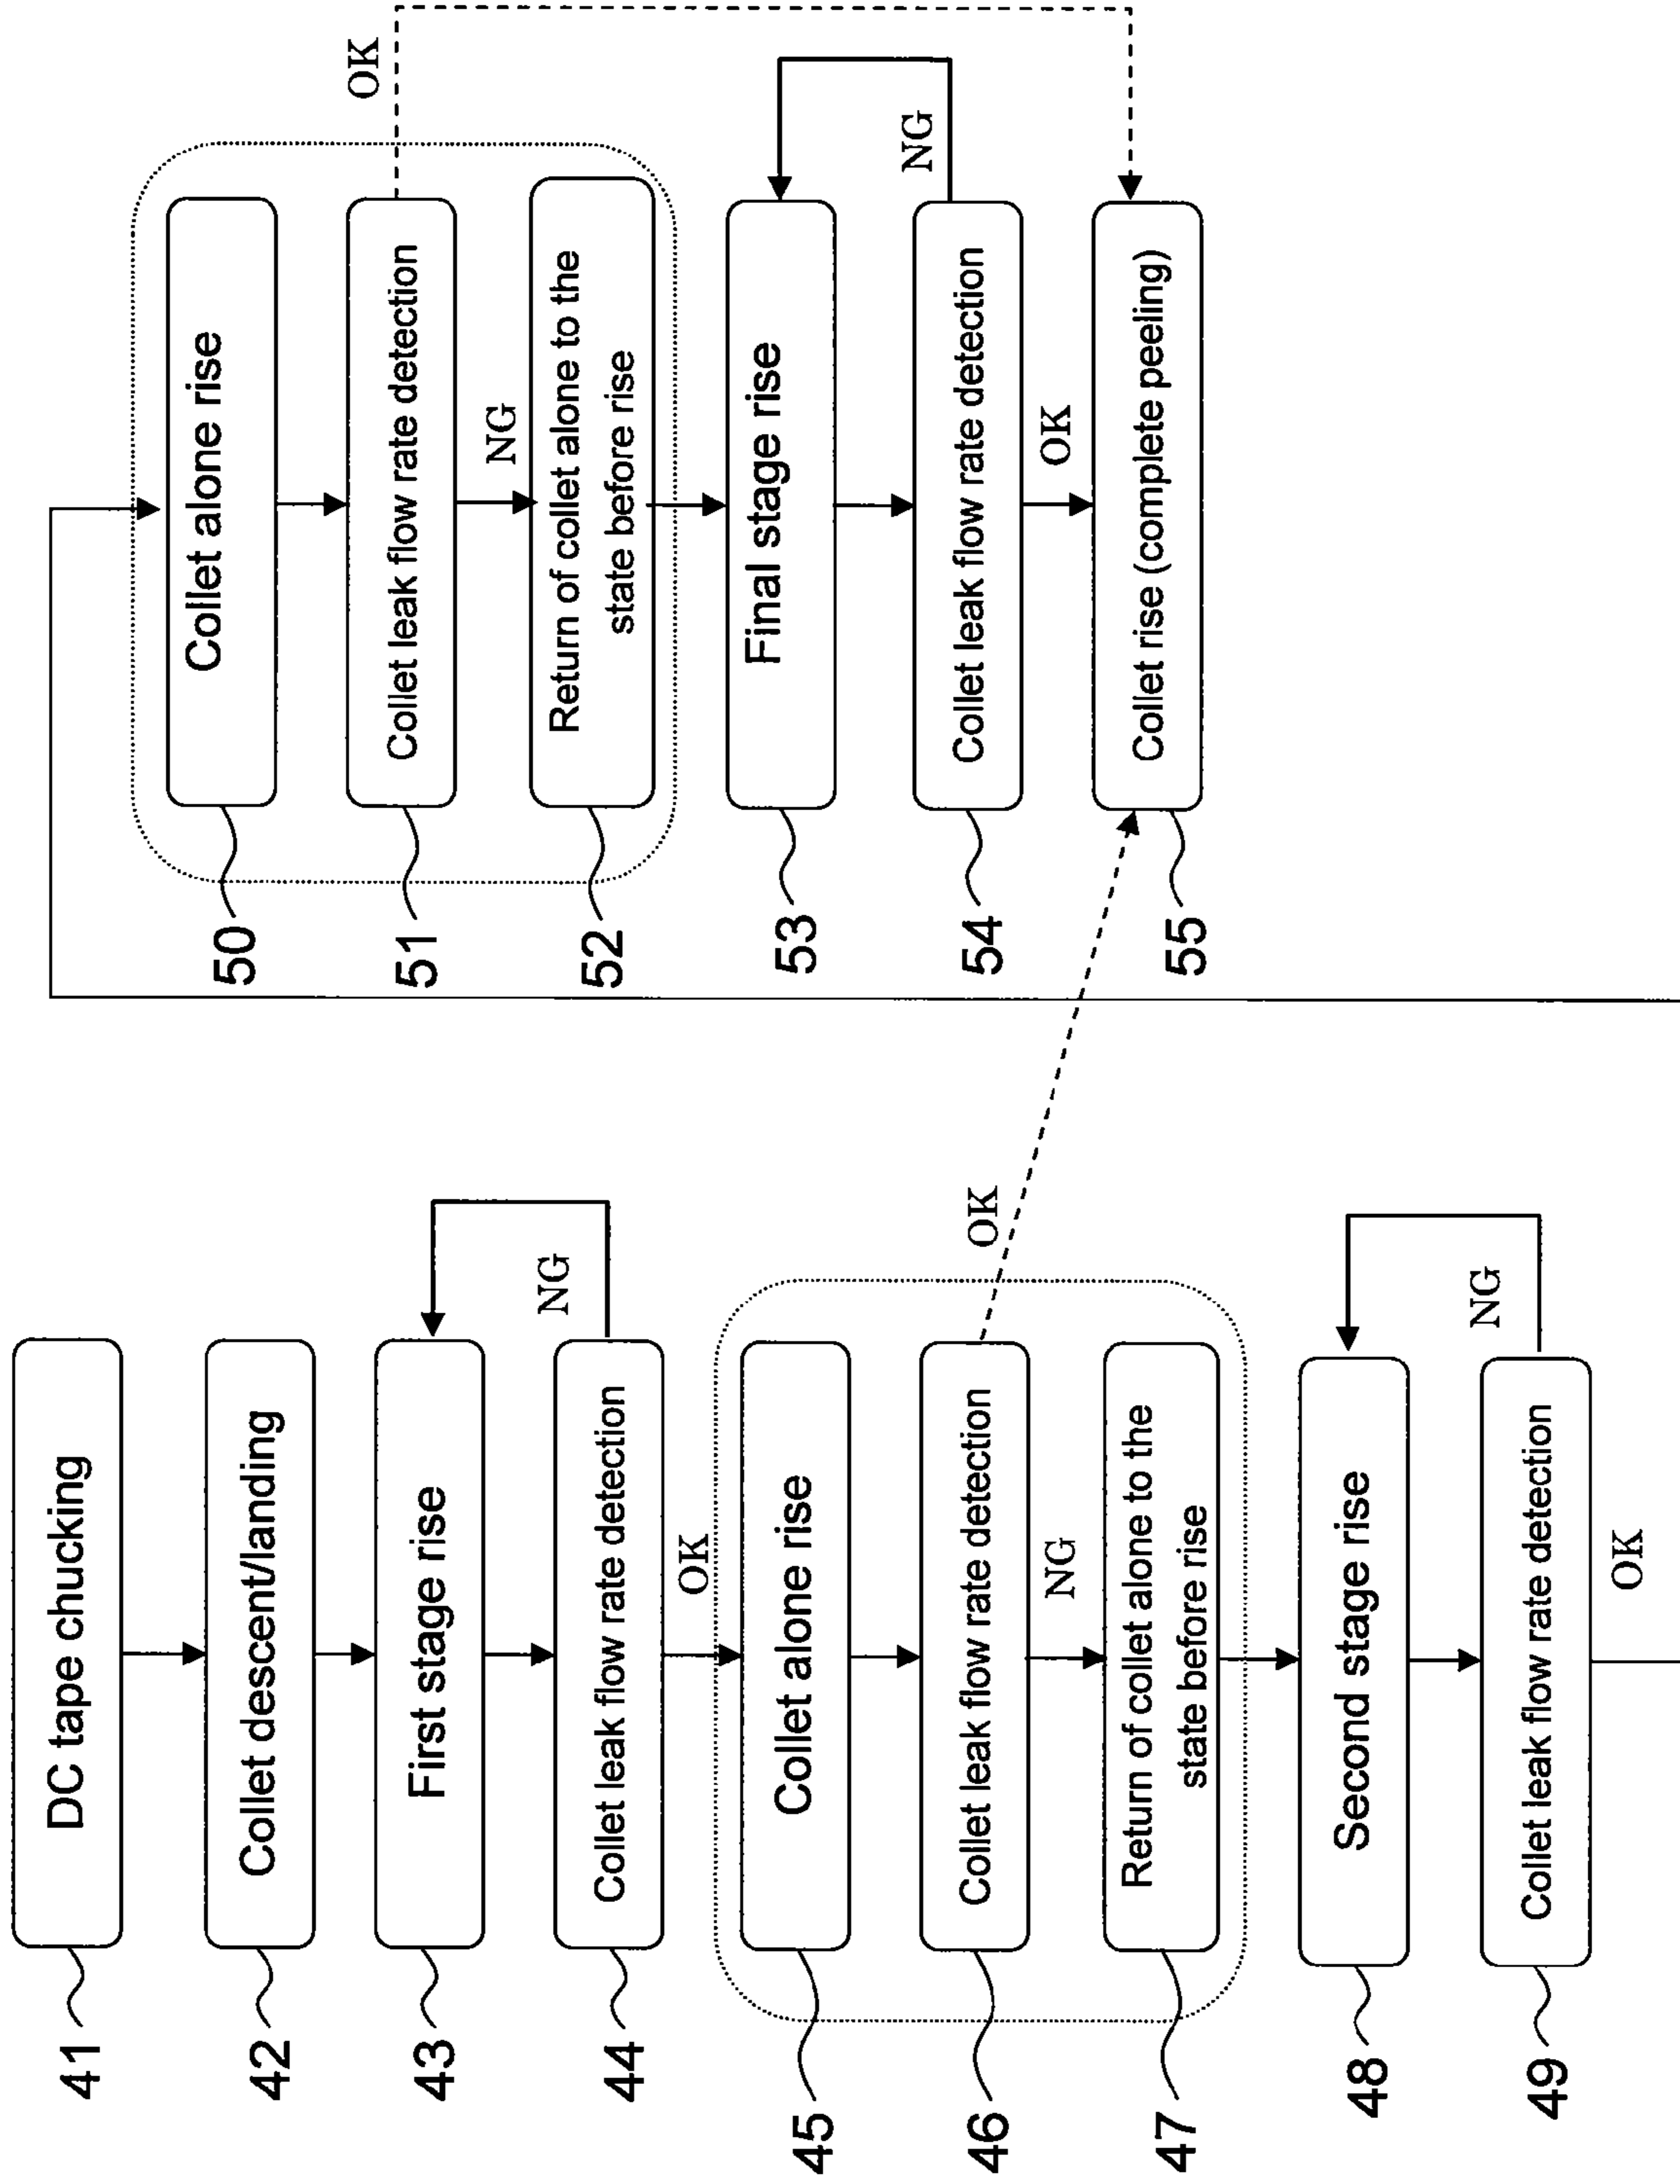 41
DC tape chucking
42
Collet descent/landing
43
First stage rise
NG
44
Collet leak flow rate detection
OK
45
Collet alone rise
46
Collet leak flow rate detection
OK
NG
47
Return of collet alone to the
state before rise
48
Second stage rise
NG
49
Collet leak flow rate detection
OK
50
Collet alone rise
51
Collet leak flow rate detection
OK
NG
52
Return of collet alone to the
state before rise
53
Final stage rise
NG
54
Collet leak flow rate detection
OK
55
Collet rise (complete peeling)